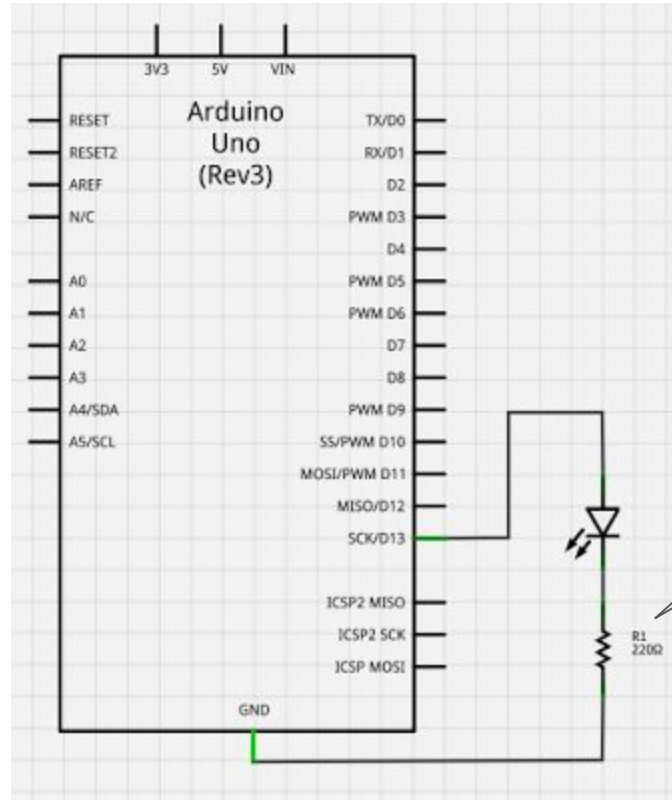 3V3 5V VIN
Arduino
Uno
(Rev3)
RESET
RESET2
AREF
N/C
A0
A1
A2
A3
A4/SDA
A5/SCL
TX/D0
RX/D1
D2
PWM D3
D4
PWM D5
PWM D6
D7
D8
PWM D9
SS/PWM D10
MOSI/PWM D11
MISO/D12
SCK/D13
ICSP2 MISO
ICSP2 SCK
ICSP MOSI
GND
R1
220Ω